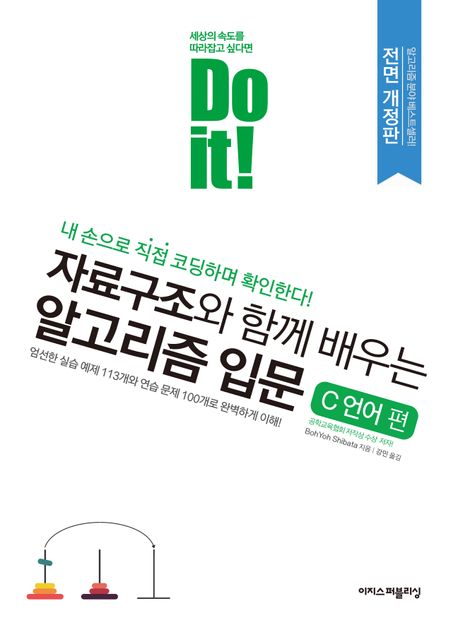 세상의 속도를
따라잡고 싶다면
Do
it!
알고리즘 분야 베스트셀러!
전면 개정판
내 손으로 직접 코딩하며 확인한다!
자료구조와 함께 배우는
알고리즘 입문
C 언어 편
엄선한 실습 예제 113개와 연습 문제 100개로 완벽하게 이해!
공학교육협회 저작상 수상 저자!
BohYoh Shibata 지음 | 강민 옮김
이지스퍼블리싱